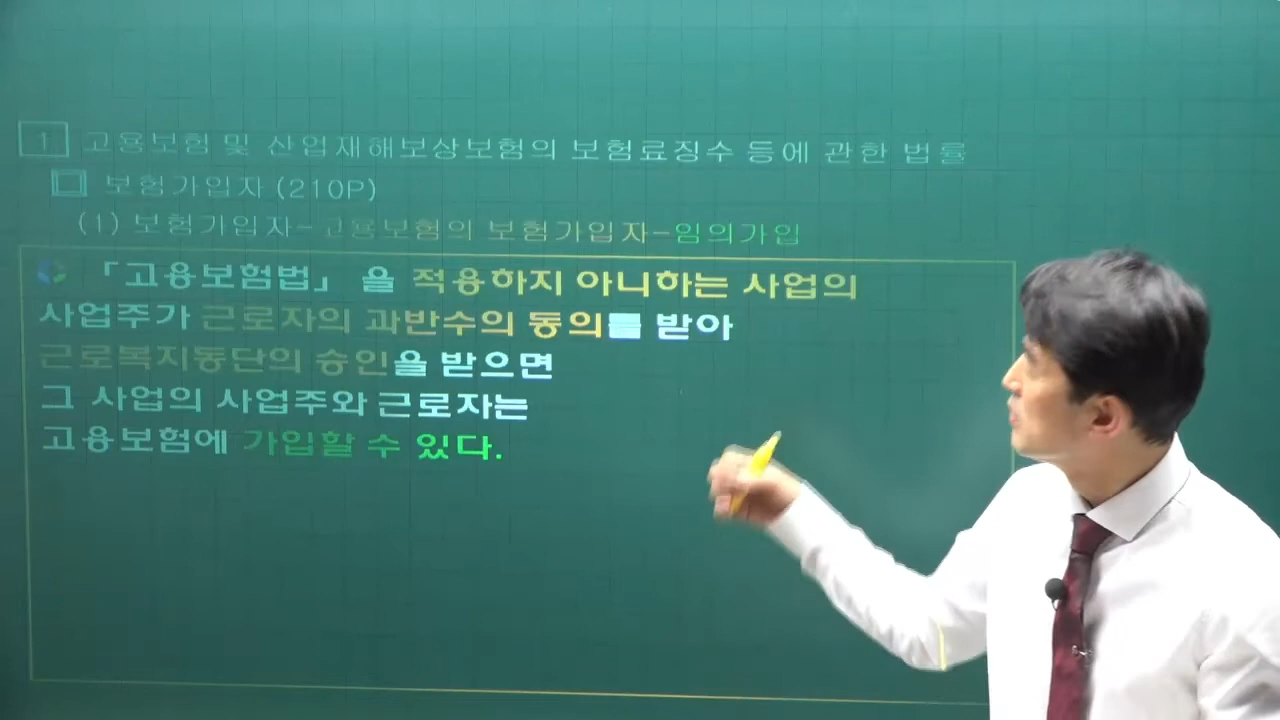 1 고용보험 및 산업재해보상보험의 보험료징수 등에 관한 법률
보험가입자 (210P)
(1) 보험가입자-고용보험의 보험가입자-임의가입
「고용보험법」 을 적용하지 아니하는 사업의
사업주가 근로자의 과반수의 동의를 받아
근로복지공단의 승인을 받으면
그 사업의 사업주와 근로자는
고용보험에 가입할 수 있다.